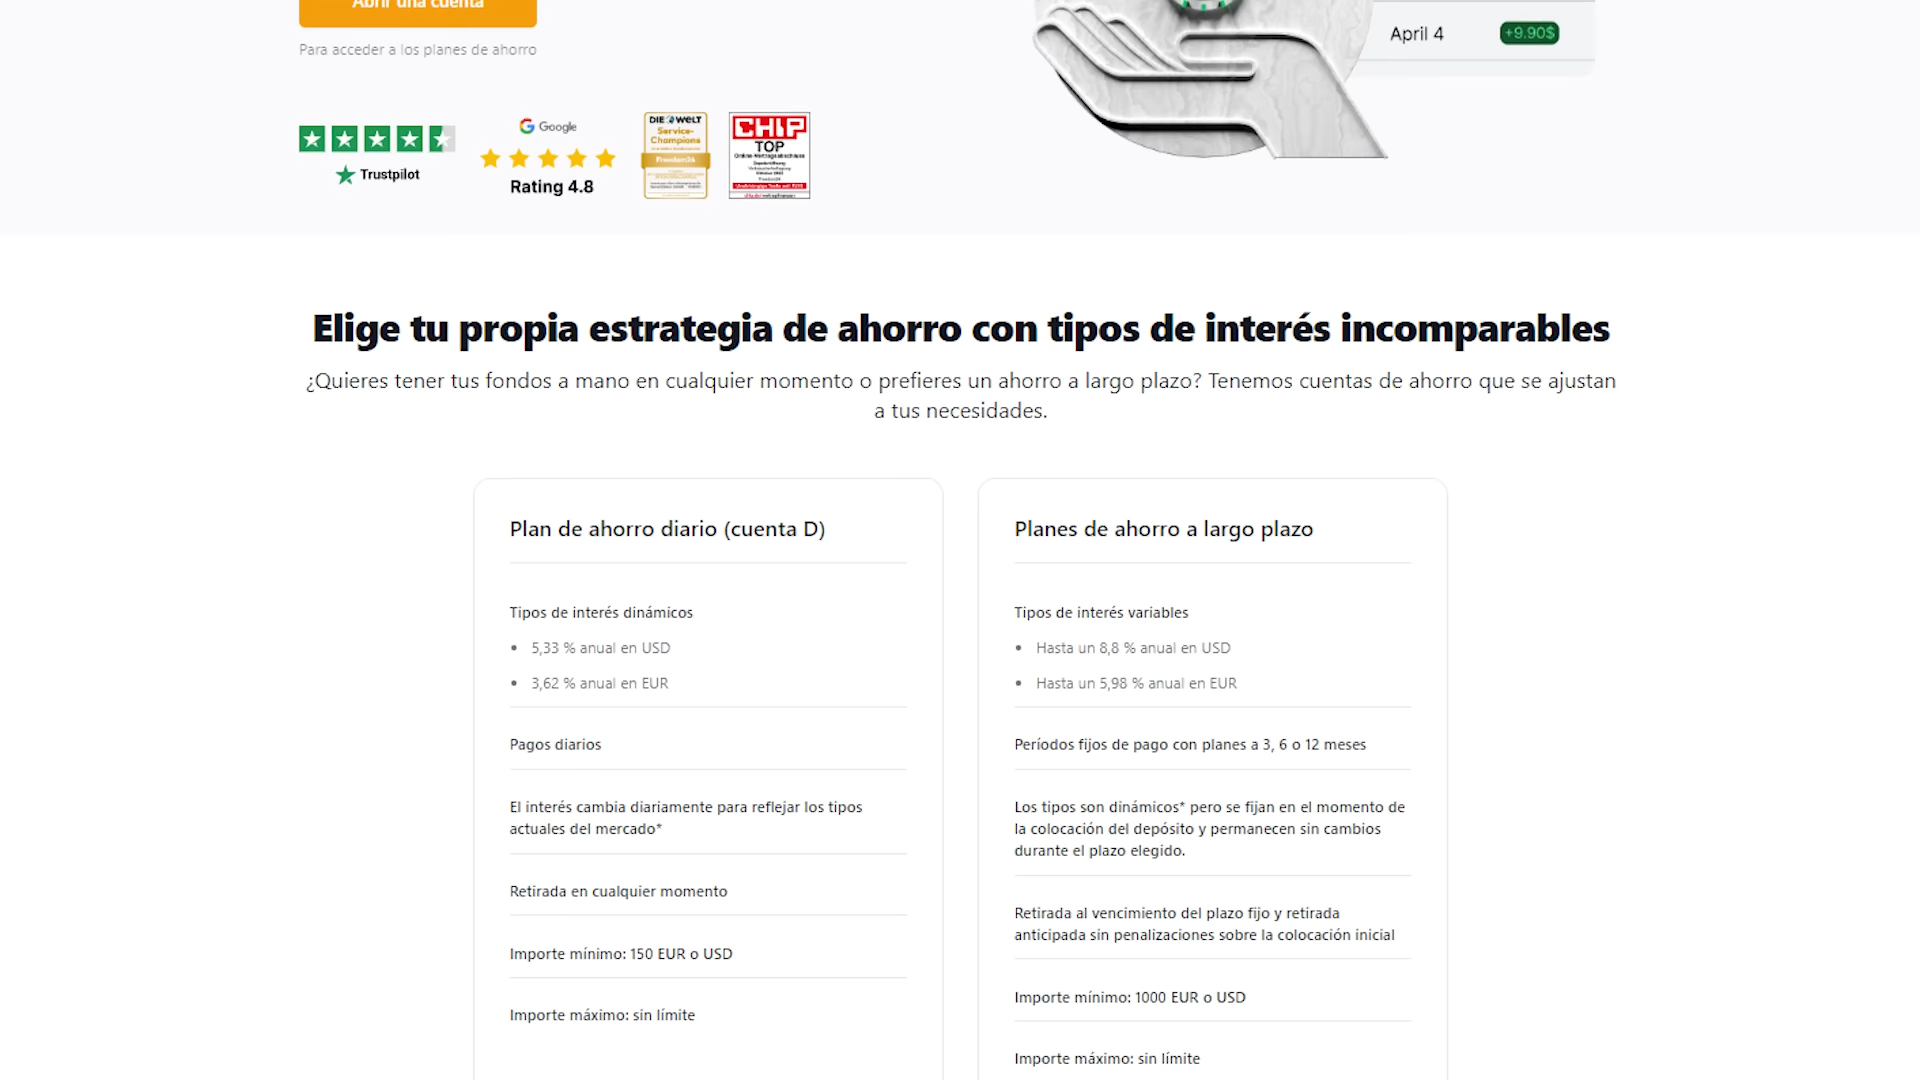 Abrir una cuenta
Para acceder a los planes de ahorro
April 4
+9.90$
Trustpilot
Google
Rating 4.8
DIE WELT
Service-
Champions
Freedom24
CHIP
TOP
Elige tu propia estrategia de ahorro con tipos de interés incomparables
¿Quieres tener tus fondos a mano en cualquier momento o prefieres un ahorro a largo plazo? Tenemos cuentas de ahorro que se ajustan
a tus necesidades.
Plan de ahorro diario (cuenta D)
Tipos de interés dinámicos
• 5,33 % anual en USD
• 3,62 % anual en EUR
Pagos diarios
El interés cambia diariamente para reflejar los tipos
actuales del mercado*
Retirada en cualquier momento
Importe mínimo: 150 EUR o USD
Importe máximo: sin límite
Planes de ahorro a largo plazo
Tipos de interés variables
• Hasta un 8,8 % anual en USD
• Hasta un 5,98 % anual en EUR
Períodos fijos de pago con planes a 3, 6 o 12 meses
Los tipos son dinámicos* pero se fijan en el momento de
la colocación del depósito y permanecen sin cambios
durante el plazo elegido.
Retirada al vencimiento del plazo fijo y retirada
anticipada sin penalizaciones sobre la colocación inicial
Importe mínimo: 1000 EUR o USD
Importe máximo: sin límite